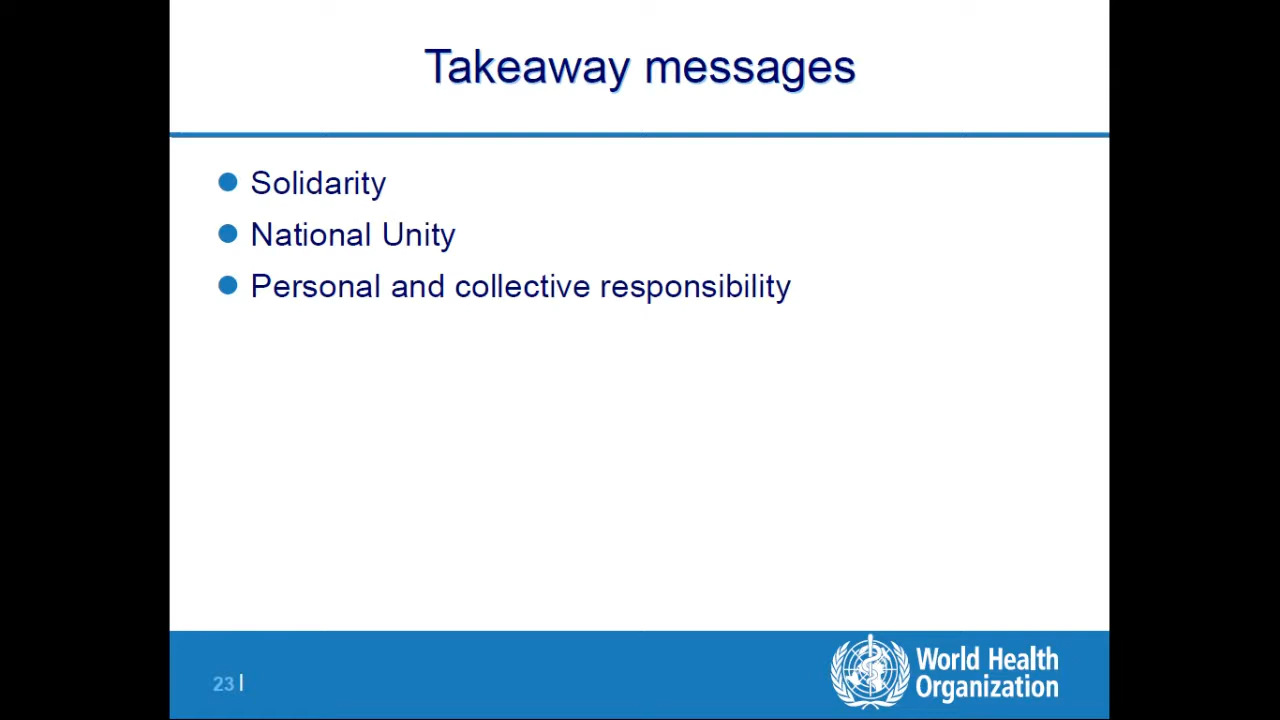 Takeaway messages
Solidarity
National Unity
Personal and collective responsibility
23 |
World Health
Organization